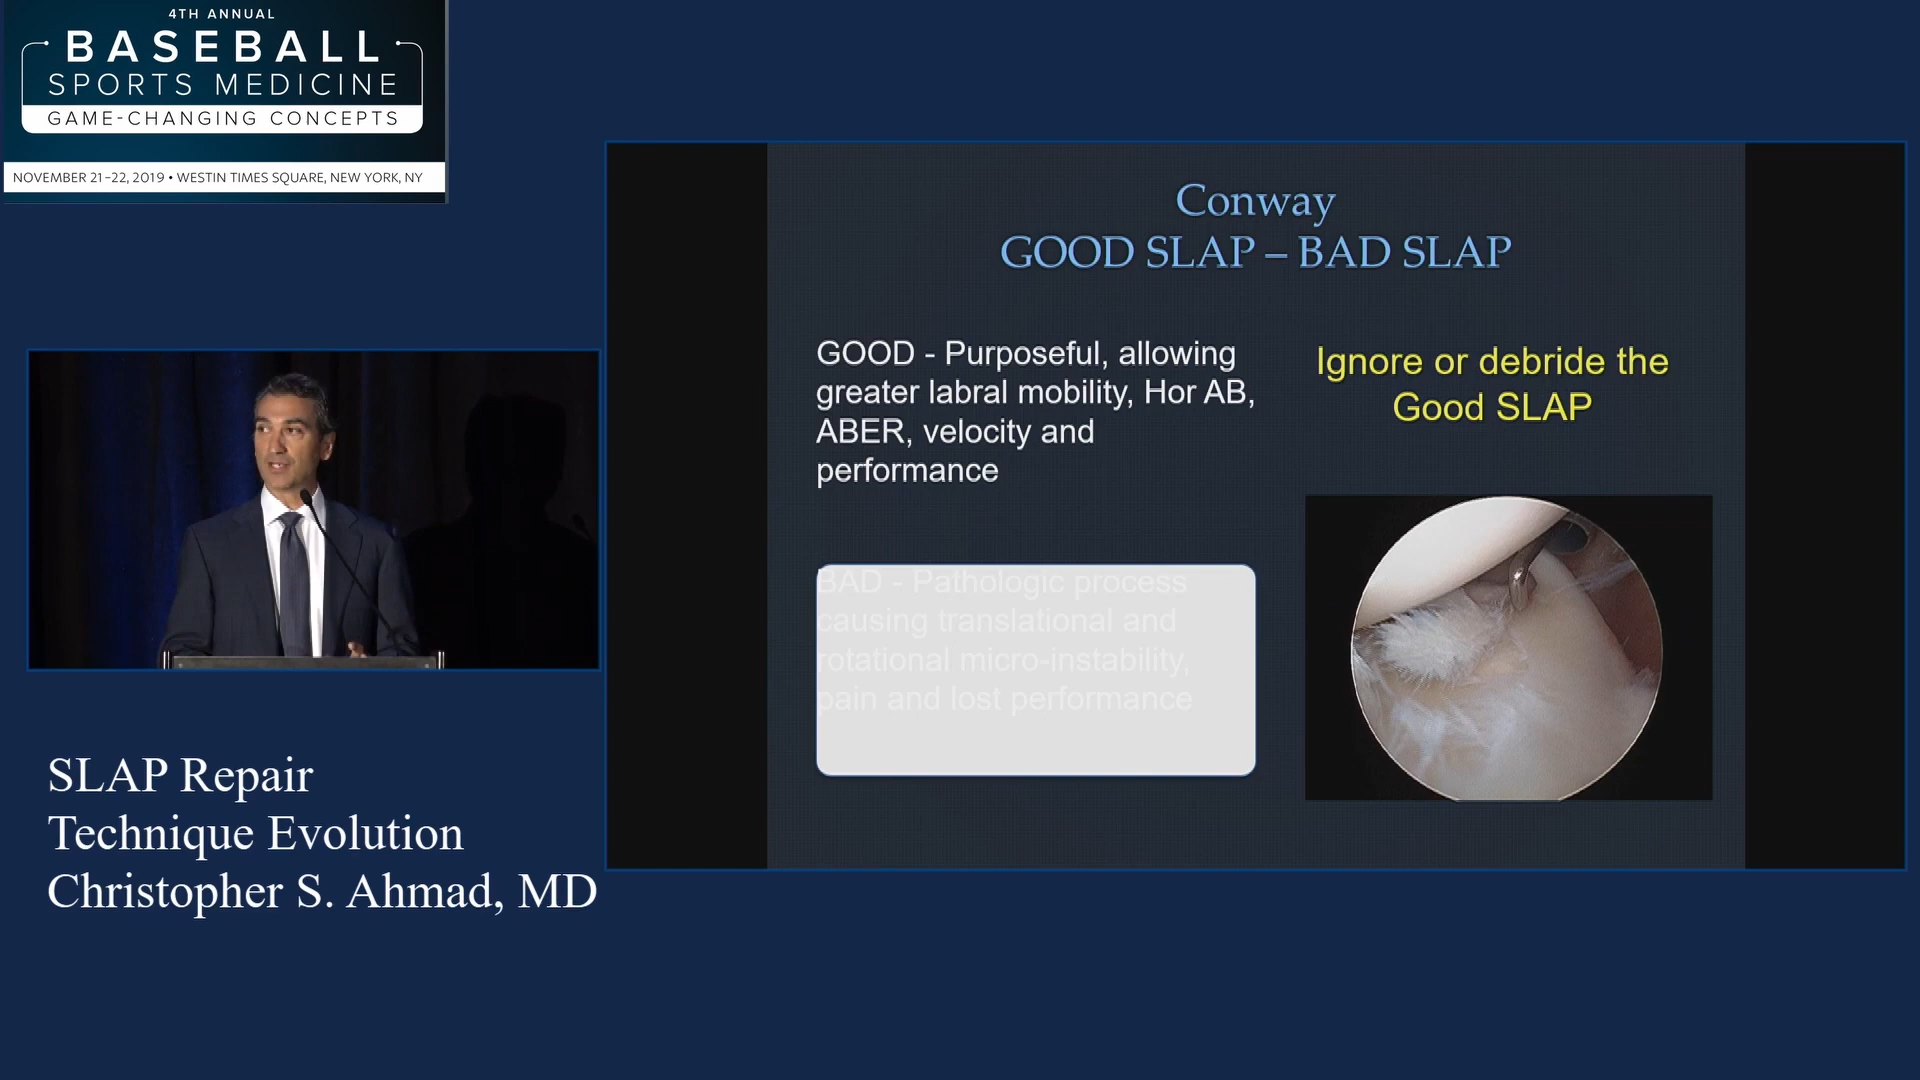 4TH ANNUAL
BASEBALL
SPORTS MEDICINE
GAME-CHANGING CONCEPTS
NOVEMBER 21-22, 2019 • WESTIN TIMES SQUARE, NEW YORK, NY
Conway
GOOD SLAP – BAD SLAP
GOOD - Purposeful, allowing
greater labral mobility, Hor AB,
ABER, velocity and
performance
Ignore or debride the
Good SLAP
BAD - Pathologic process
causing translational and
rotational micro-instability,
pain and lost performance
SLAP Repair
Technique Evolution
Christopher S. Ahmad, MD